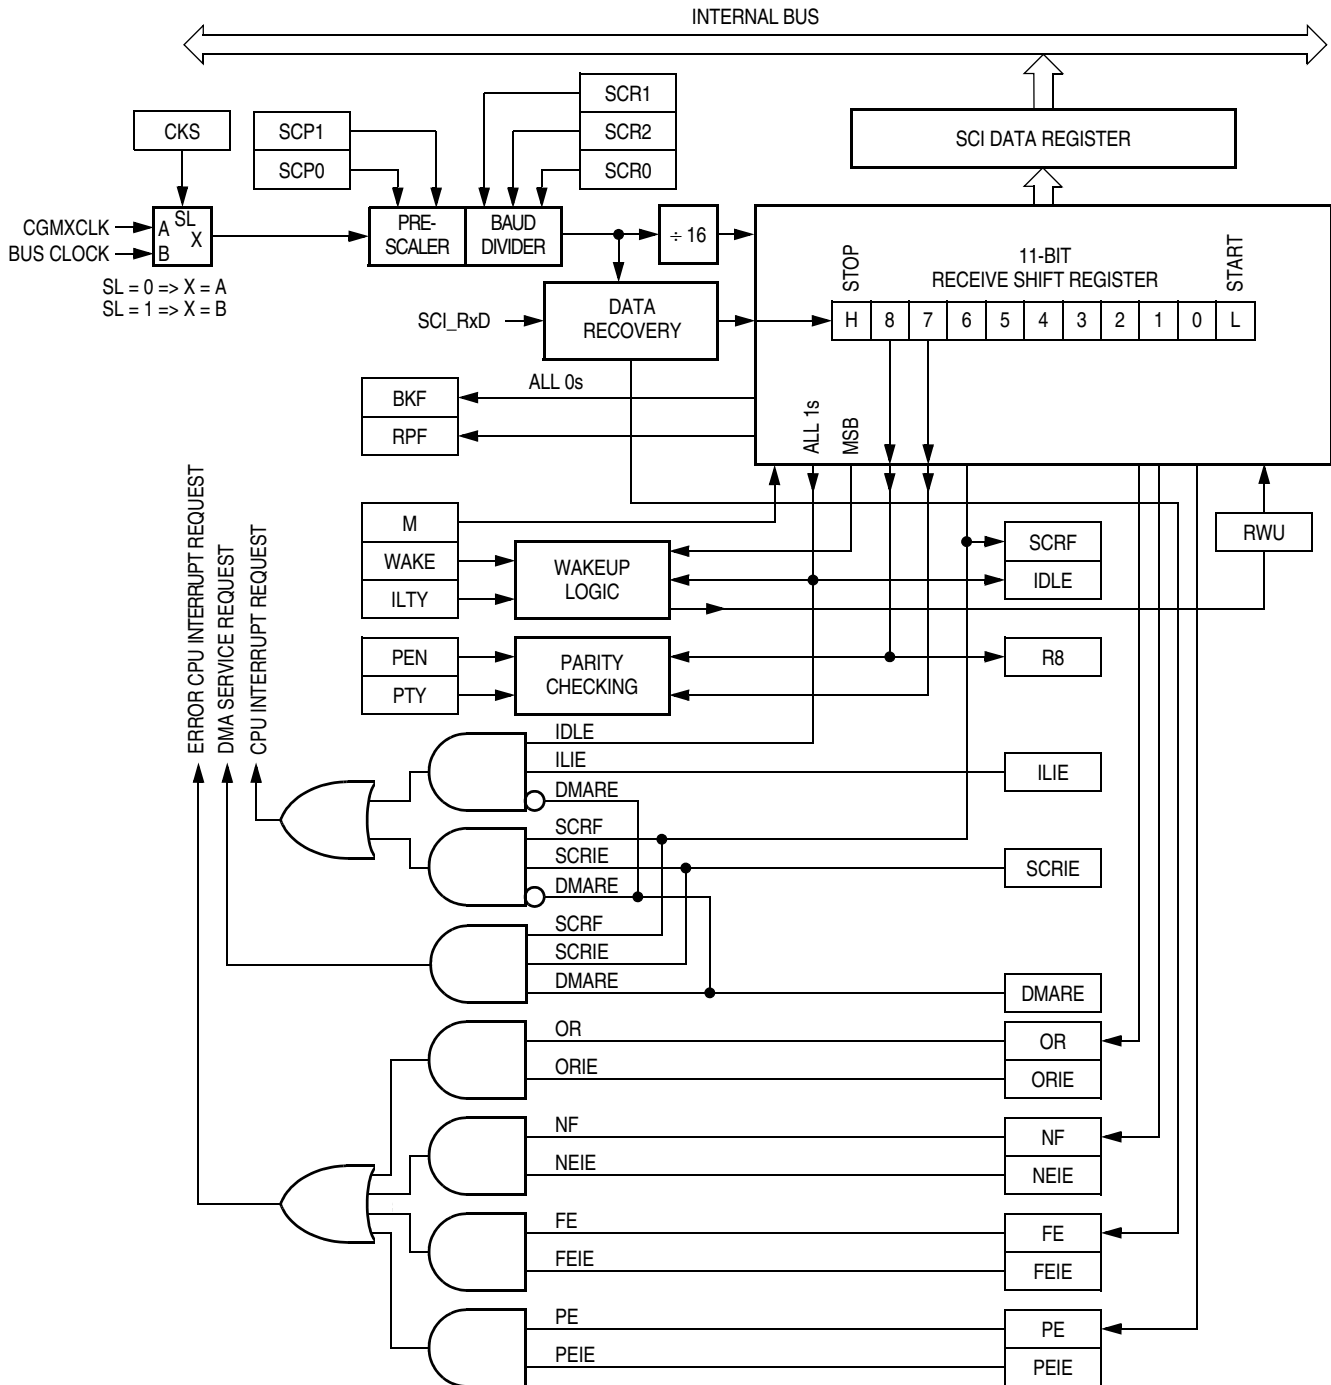 INTERNAL BUS
SCR1
SCR2
SCR0
CKS
SCP1
SCP0
SCI DATA REGISTER
CGMXCLK
BUS CLOCK
A
B
SL
X
SL = 0 => X = A
SL = 1 => X = B
PRE-
SCALER
BAUD
DIVIDER
÷ 16
STOP
11-BIT
RECEIVE SHIFT REGISTER
START
H 8 7 6 5 4 3 2 1 0 L
SCI_RxD
DATA
RECOVERY
ALL 0s
BKF
RPF
ALL 1s
MSB
M
WAKE
ILTY
WAKEUP
LOGIC
SCRF
IDLE
RWU
PEN
PTY
PARITY
CHECKING
R8
ERROR CPU INTERRUPT REQUEST
DMA SERVICE REQUEST
CPU INTERRUPT REQUEST
IDLE
ILIE
DMARE
ILIE
SCRF
SCRIE
DMARE
SCRIE
SCRF
SCRIE
DMARE
DMARE
OR
ORIE
OR
ORIE
NF
NEIE
NF
NEIE
FE
FEIE
FE
FEIE
PE
PEIE
PE
PEIE